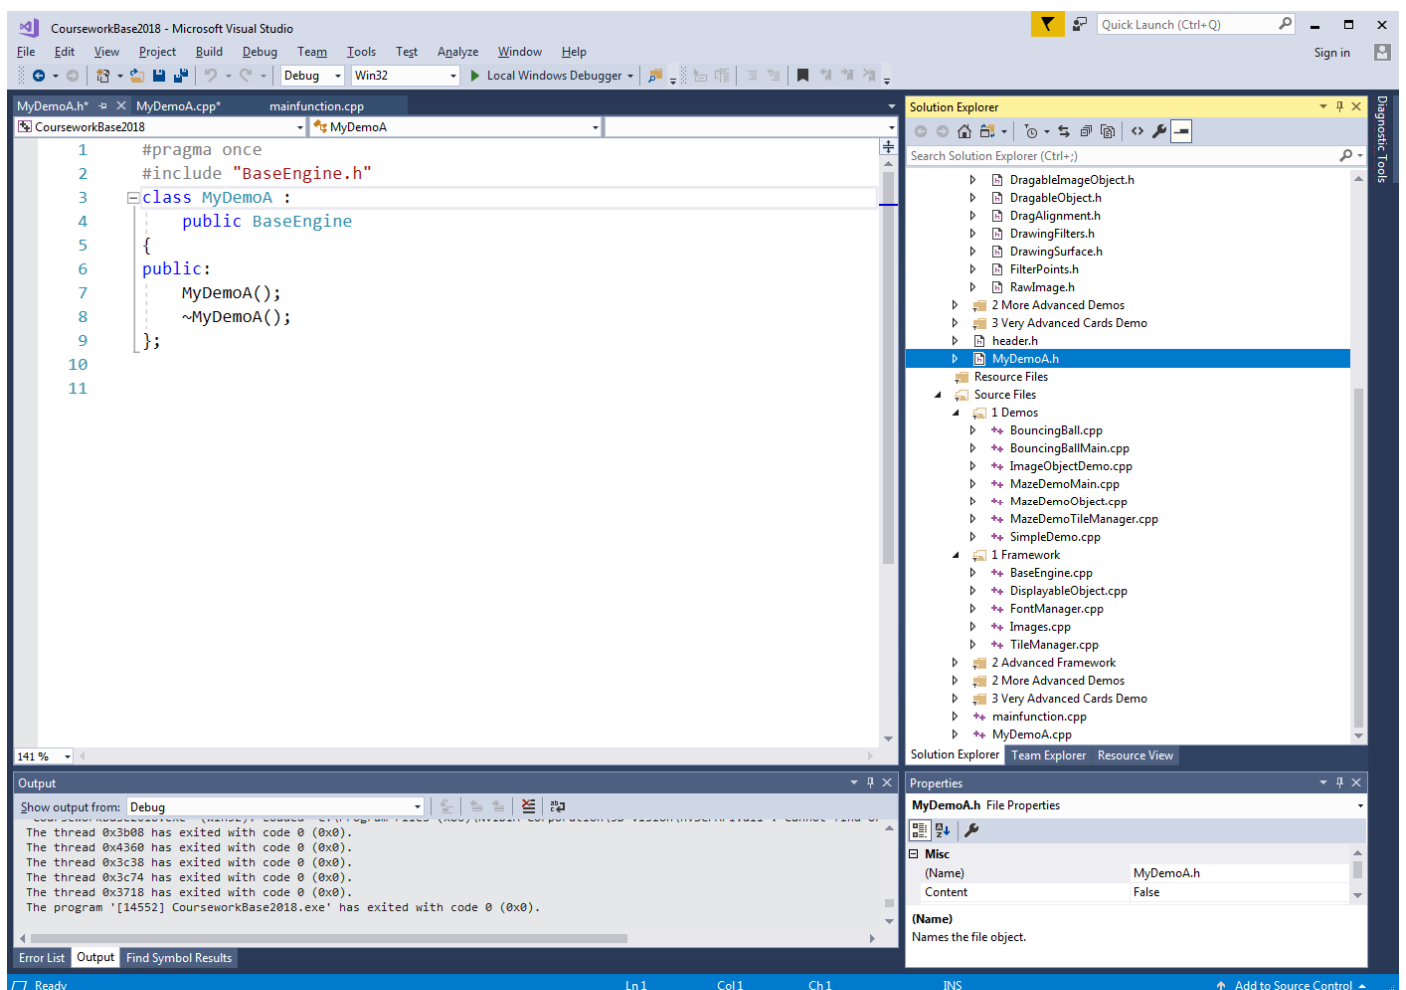 CourseworkBase2018 - Microsoft Visual Studio
Quick Launch (Ctrl+Q)
File Edit View Project Build Debug Team Tools Test Analyze Window Help
Sign in
Debug Win32 Local Windows Debugger
MyDemoA.h* MyDemoA.cpp* mainfunction.cpp
CourseworkBase2018 MyDemoA
1 #pragma once
2 #include "BaseEngine.h"
3 class MyDemoA :
4 public BaseEngine
5 {
6 public:
7 MyDemoA();
8 ~MyDemoA();
9 };
10
11
141 %
Solution Explorer
Search Solution Explorer (Ctrl+;)
DragableImageObject.h
DragableObject.h
DragAlignment.h
DrawingFilters.h
DrawingSurface.h
FilterPoints.h
RawImage.h
2 More Advanced Demos
3 Very Advanced Cards Demo
header.h
MyDemoA.h
Resource Files
Source Files
1 Demos
BouncingBall.cpp
BouncingBallMain.cpp
ImageObjectDemo.cpp
MazeDemoMain.cpp
MazeDemoObject.cpp
MazeDemoTileManager.cpp
SimpleDemo.cpp
1 Framework
BaseEngine.cpp
DisplayableObject.cpp
FontManager.cpp
Images.cpp
TileManager.cpp
2 Advanced Framework
2 More Advanced Demos
3 Very Advanced Cards Demo
mainfunction.cpp
MyDemoA.cpp
Solution Explorer Team Explorer Resource View
Diagnostic Tools
Output
Show output from: Debug
The thread 0x3b08 has exited with code 0 (0x0).
The thread 0x4360 has exited with code 0 (0x0).
The thread 0x3c38 has exited with code 0 (0x0).
The thread 0x3c74 has exited with code 0 (0x0).
The thread 0x3718 has exited with code 0 (0x0).
The program '[14552] CourseworkBase2018.exe' has exited with code 0 (0x0).
Error List Output Find Symbol Results
Properties
MyDemoA.h File Properties
Misc
(Name) MyDemoA.h
Content False
(Name)
Names the file object.
Ready Ln 1 Col 1 Ch 1 INS Add to Source Control